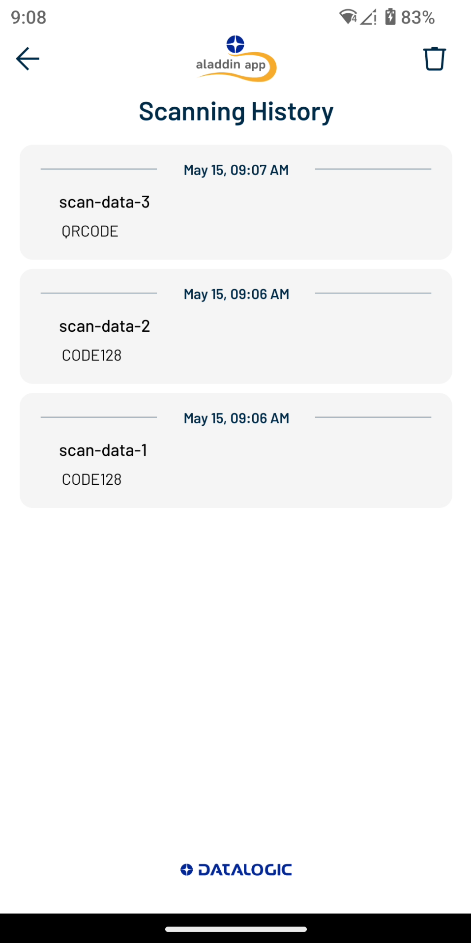 9:08
83%
aladdin app
Scanning History
May 15, 09:07 AM
scan-data-3
QRCODE
May 15, 09:06 AM
scan-data-2
CODE128
May 15, 09:06 AM
scan-data-1
CODE128
DATALOGIC